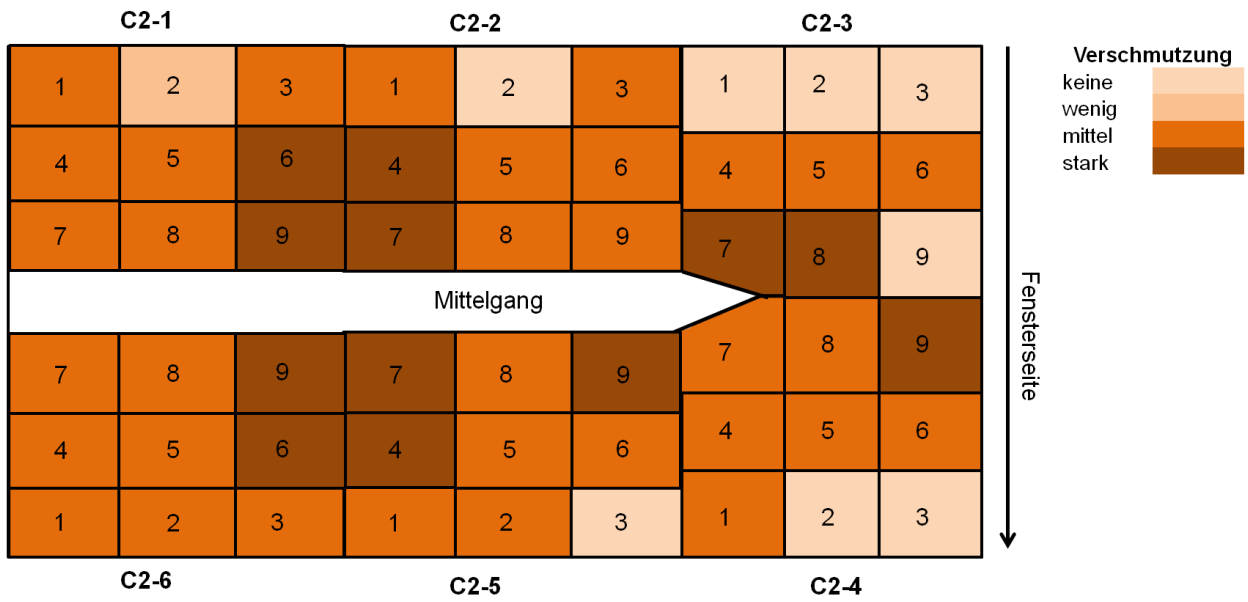 C2-1 C2-2 C2-3
Verschmutzung
keine
wenig
mittel
stark
1 2 3 1 2 3 1 2 3
4 5 6 4 5 6 4 5 6
7 8 9 7 8 9 7 8 9
Mittelgang
Fensterseite
7 8 9 7 8 9 7 8 9
4 5 6 4 5 6 4 5 6
1 2 3 1 2 3 1 2 3
C2-6 C2-5 C2-4